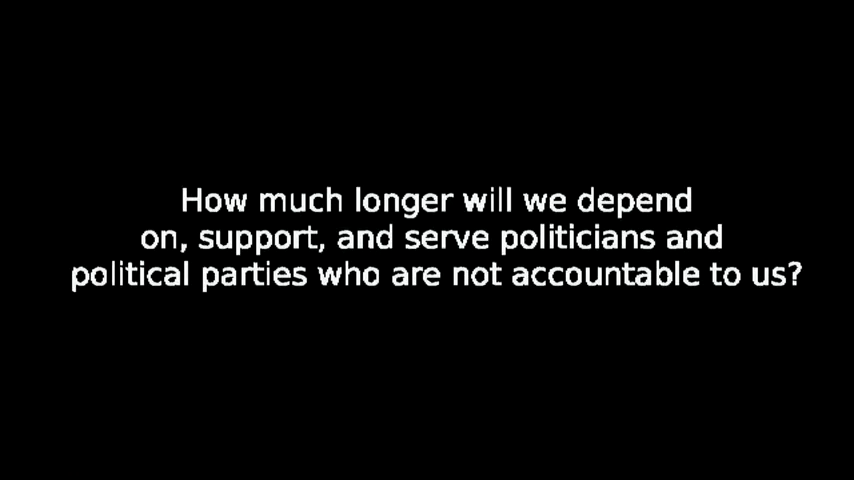 How much longer will we depend
on, support, and serve politicians and
political parties who are not accountable to us?